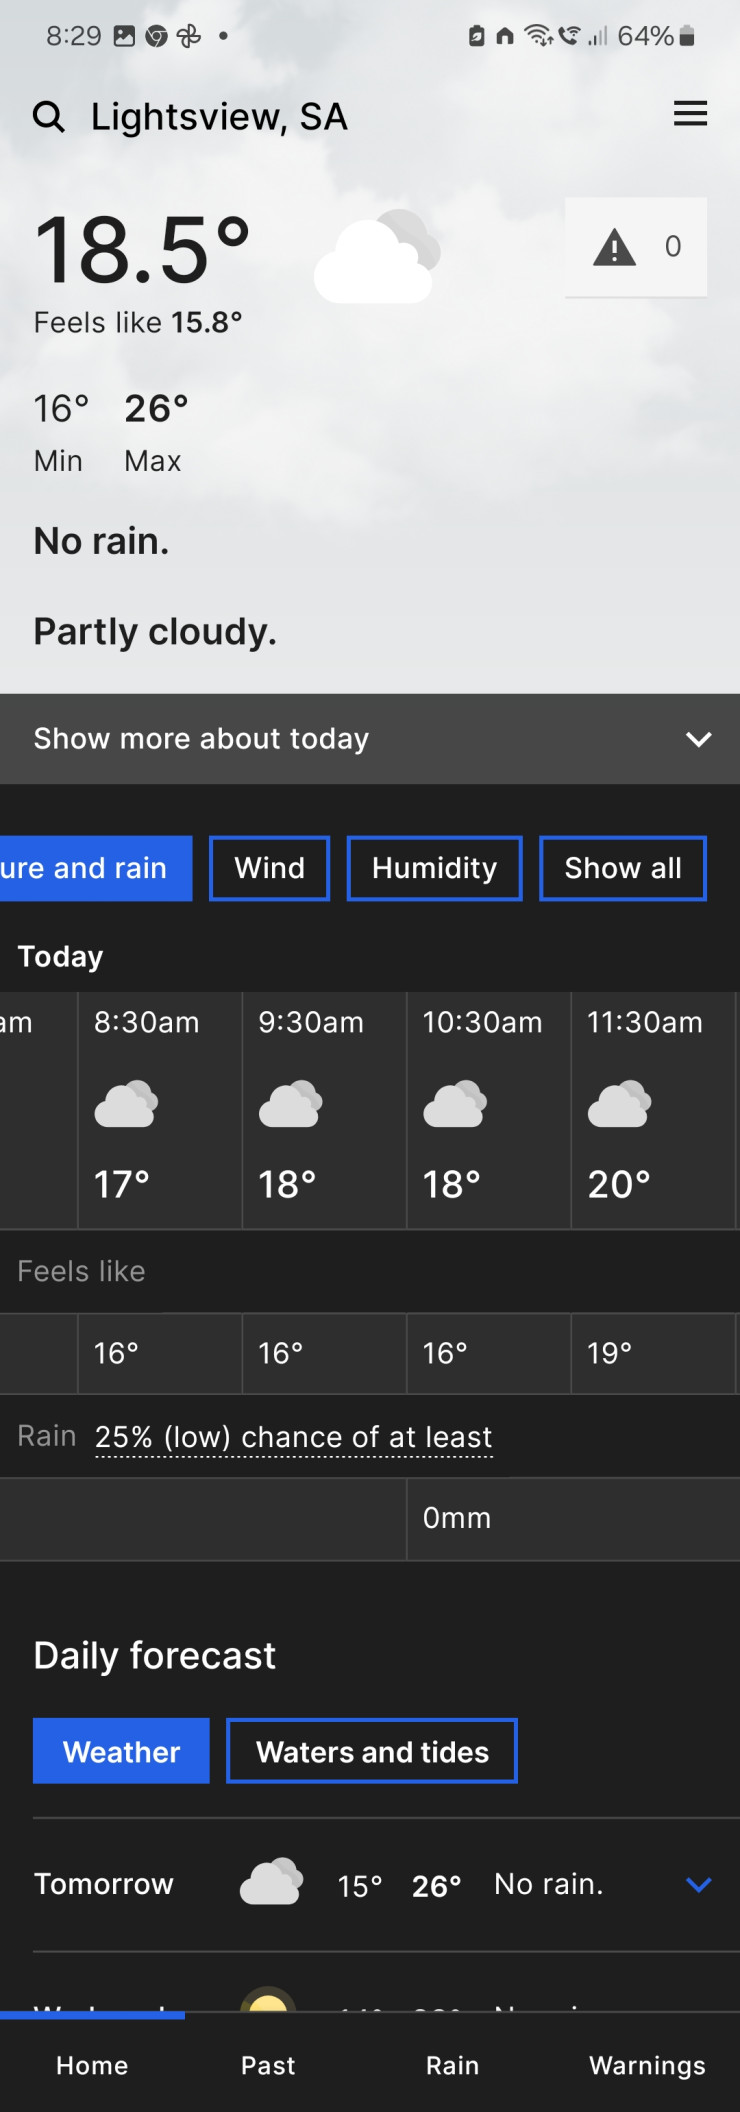 8:29 64%
Lightsview, SA
18.5° 0
Feels like 15.8°
16° 26°
Min Max
No rain.
Partly cloudy.
Show more about today
ure and rain Wind Humidity Show all
Today
am 8:30am 9:30am 10:30am 11:30am
17° 18° 18° 20°
Feels like
16° 16° 16° 19°
Rain 25% (low) chance of at least
0mm
Daily forecast
Weather Waters and tides
Tomorrow 15° 26° No rain.
Home Past Rain Warnings